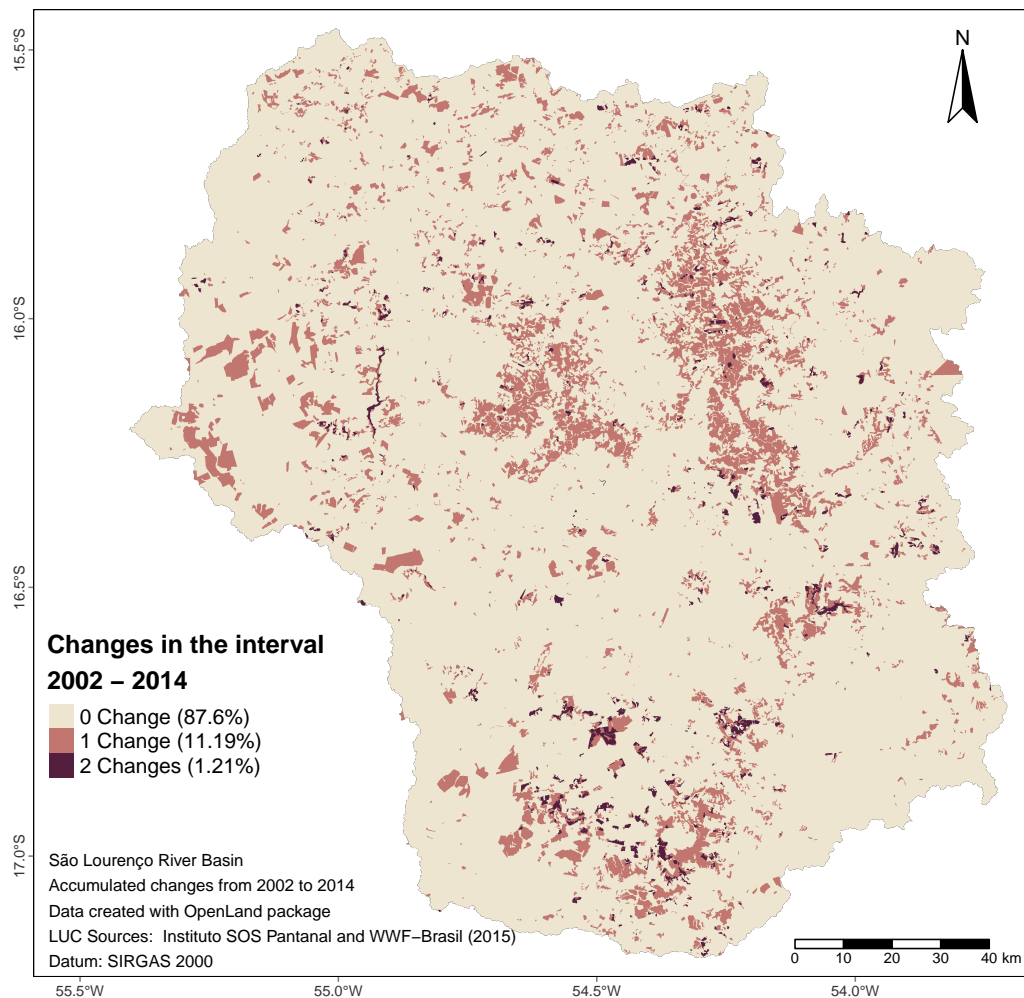 N
15.5°S
16.0°S
16.5°S
17.0°S
Changes in the interval
2002 − 2014
0 Change (87.6%)
1 Change (11.19%)
2 Changes (1.21%)
São Lourenço River Basin
Accumulated changes from 2002 to 2014
Data created with OpenLand package
LUC Sources:  Instituto SOS Pantanal and WWF−Brasil (2015)
Datum: SIRGAS 2000
0 10 20 30 40 km
55.5°W 55.0°W 54.5°W 54.0°W